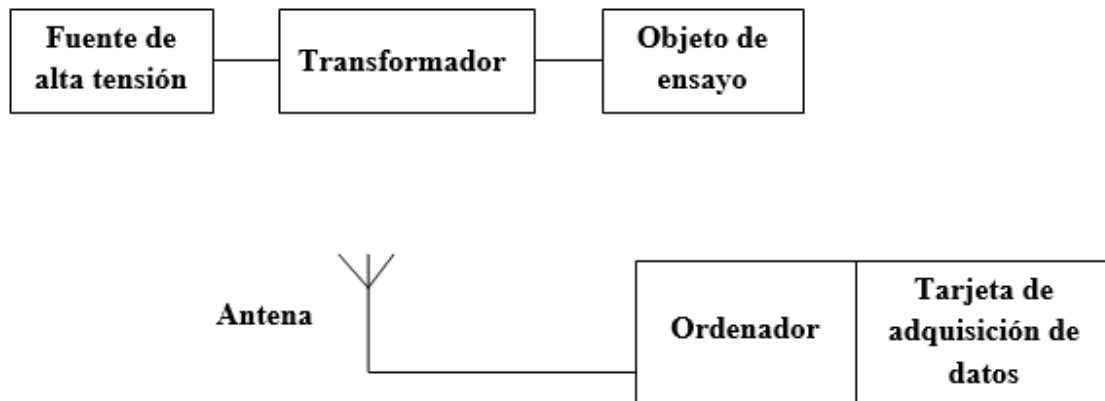 Fuente de
alta tensión
Transformador
Objeto de
ensayo
Antena
Ordenador
Tarjeta de
adquisición de
datos